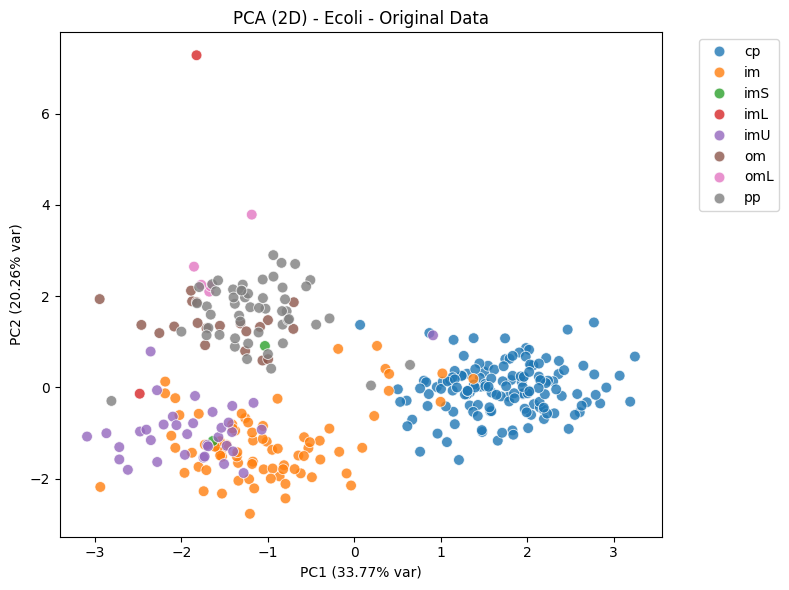 PCA (2D) - Ecoli - Original Data
cp
im
imS
imL
imU
om
omL
pp
6
4
2
0
−2
PC2 (20.26% var)
−3 −2 −1 0 1 2 3
PC1 (33.77% var)